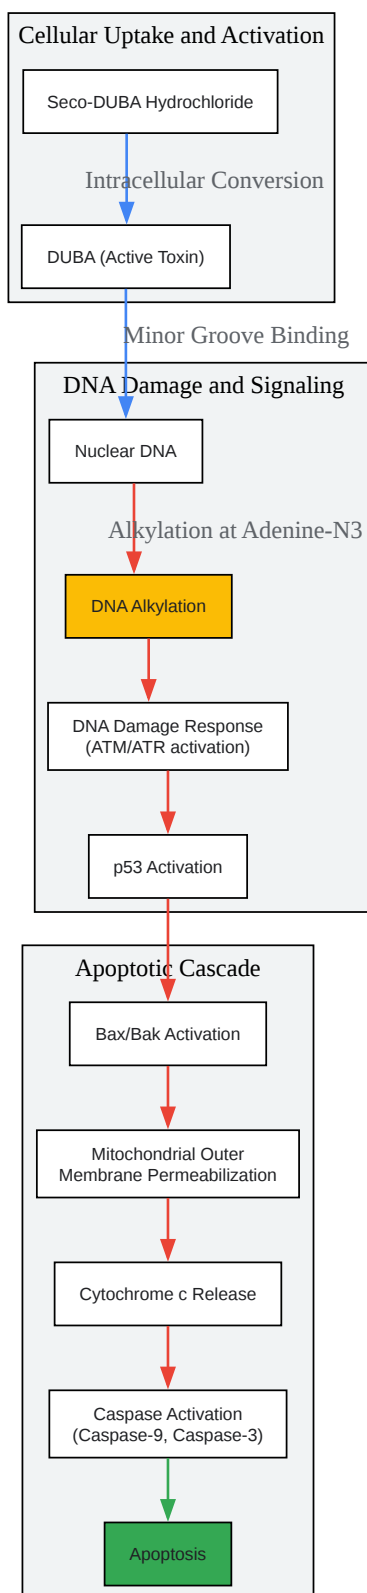 Cellular Uptake and Activation
Seco-DUBA Hydrochloride
Intracellular Conversion
DUBA (Active Toxin)
Minor Groove Binding
DNA Damage and Signaling
Nuclear DNA
Alkylation at Adenine-N3
DNA Alkylation
DNA Damage Response
(ATM/ATR activation)
p53 Activation
Apoptotic Cascade
Bax/Bak Activation
Mitochondrial Outer
Membrane Permeabilization
Cytochrome c Release
Caspase Activation
(Caspase-9, Caspase-3)
Apoptosis